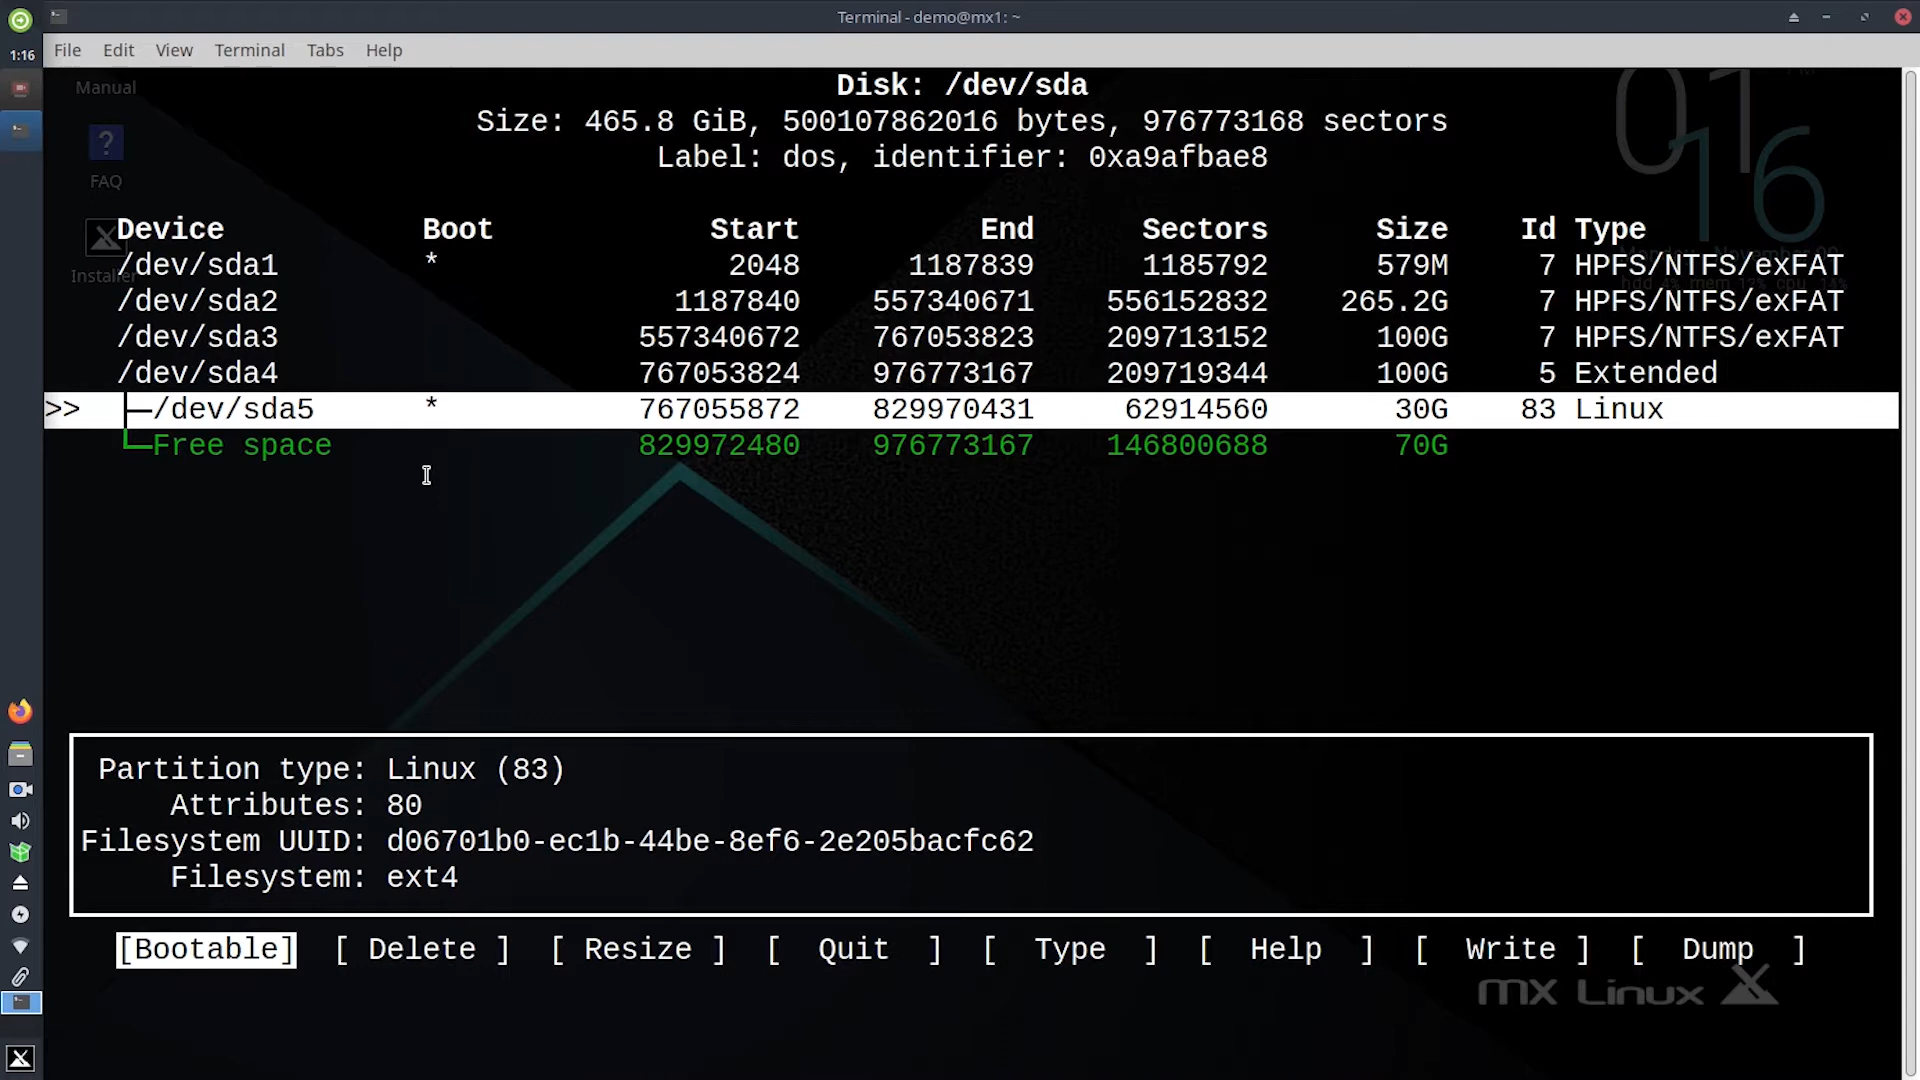 Terminal - demo@mx1: ~
1:16
File Edit View Terminal Tabs Help
Manual
FAQ
Installer
01
16
Disk: /dev/sda
Size: 465.8 GiB, 500107862016 bytes, 976773168 sectors
Label: dos, identifier: 0xa9afbae8
Device Boot Start End Sectors Size Id Type
/dev/sda1 * 2048 1187839 1185792 579M 7 HPFS/NTFS/exFAT
/dev/sda2 1187840 557340671 556152832 265.2G 7 HPFS/NTFS/exFAT
/dev/sda3 557340672 767053823 209713152 100G 7 HPFS/NTFS/exFAT
/dev/sda4 767053824 976773167 209719344 100G 5 Extended
>> ├─/dev/sda5 * 767055872 829970431 62914560 30G 83 Linux
└─Free space 829972480 976773167 146800688 70G
Partition type: Linux (83)
Attributes: 80
Filesystem UUID: d06701b0-ec1b-44be-8ef6-2e205bacfc62
Filesystem: ext4
[Bootable] [ Delete ] [ Resize ] [ Quit ] [ Type ] [ Help ] [ Write ] [ Dump ]
MX Linux